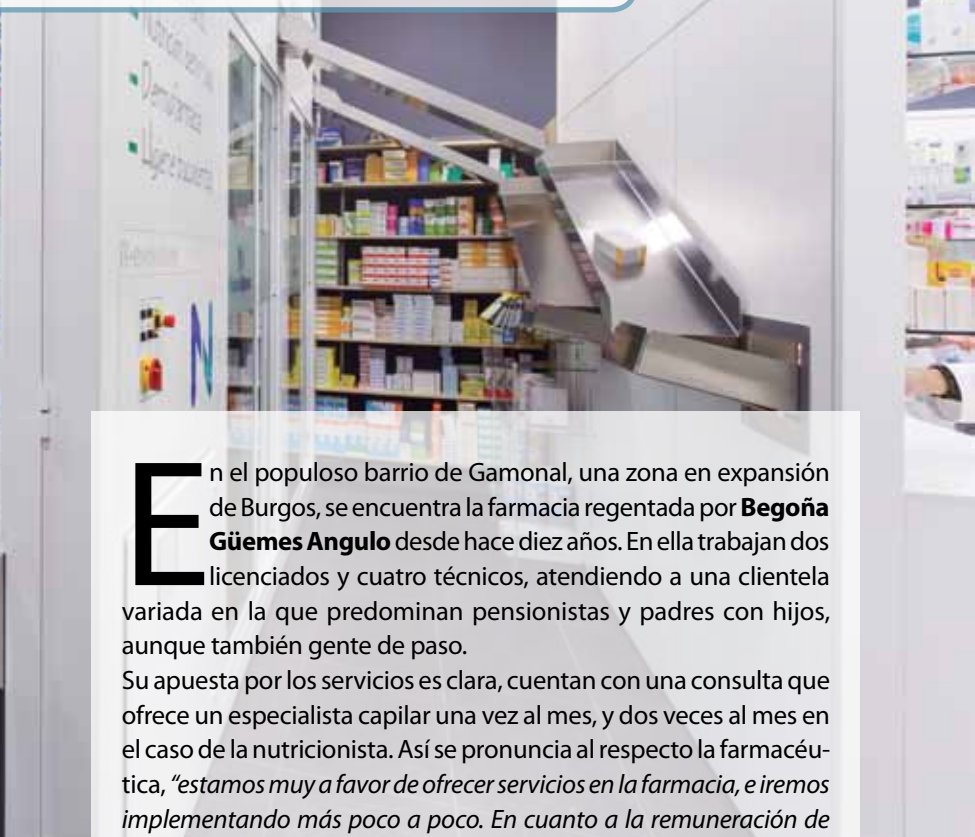 Dermofarmacia
N
En el populoso barrio de Gamonal, una zona en expansión
de Burgos, se encuentra la farmacia regentada por Begoña
Güemes Angulo desde hace diez años. En ella trabajan dos
licenciados y cuatro técnicos, atendiendo a una clientela
variada en la que predominan pensionistas y padres con hijos,
aunque también gente de paso.
Su apuesta por los servicios es clara, cuentan con una consulta que
ofrece un especialista capilar una vez al mes, y dos veces al mes en
el caso de la nutricionista. Así se pronuncia al respecto la farmacéu-
tica, “estamos muy a favor de ofrecer servicios en la farmacia, e iremos
implementando más poco a poco. En cuanto a la remuneración de